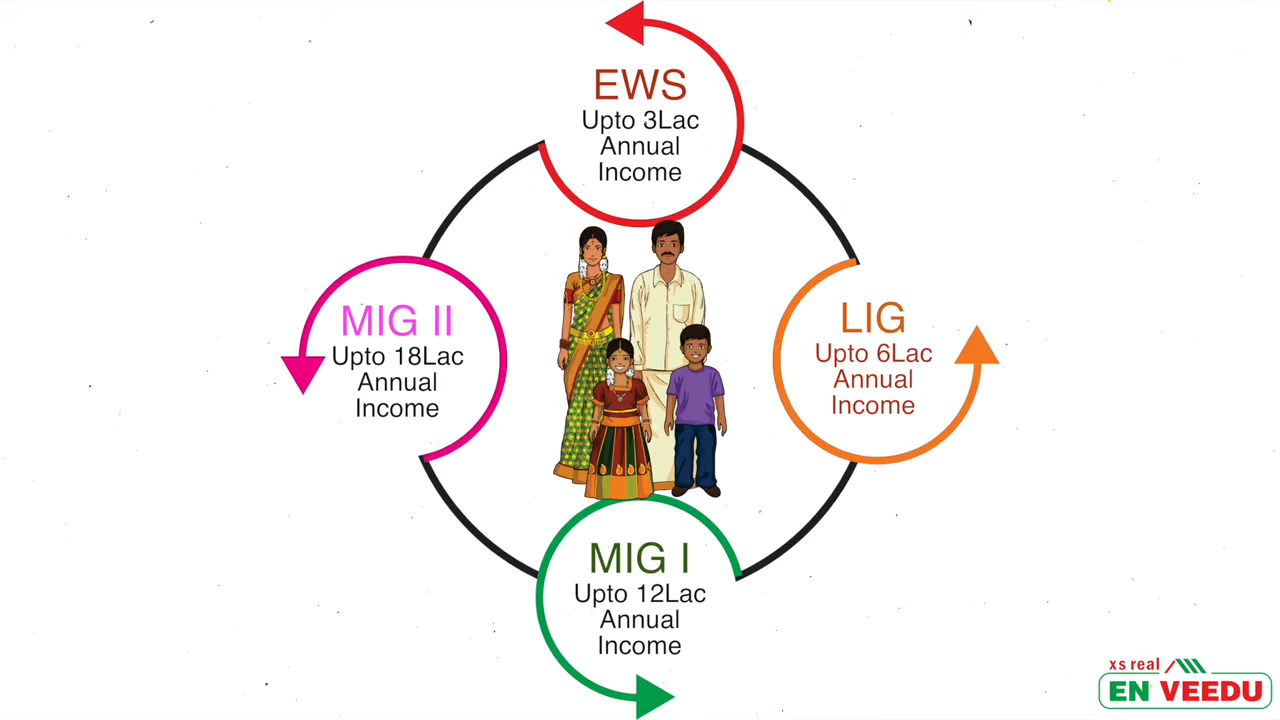 EWS
Upto 3Lac
Annual
Income
MIG II
Upto 18Lac
Annual
Income
LIG
Upto 6Lac
Annual
Income
MIG I
Upto 12Lac
Annual
Income
xs real
EN VEEDU